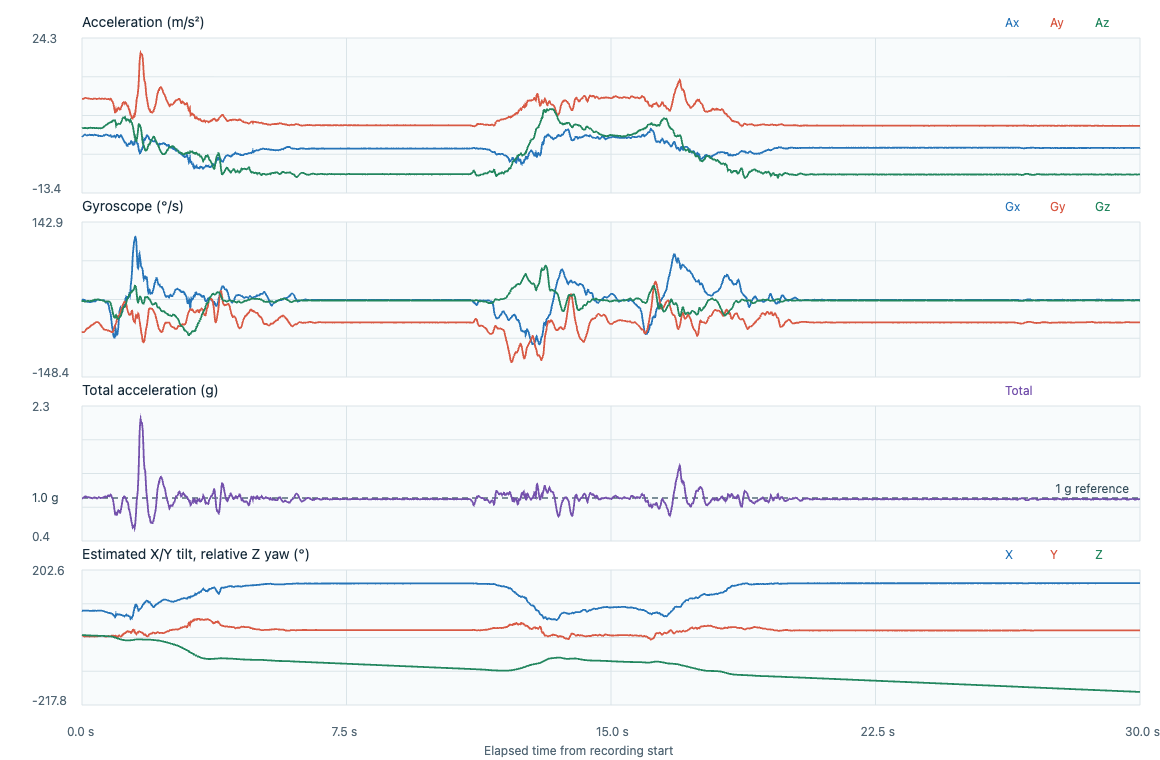 Acceleration (m/s²) Ax Ay Az
24.3
-13.4
Gyroscope (°/s) Gx Gy Gz
142.9
-148.4
Total acceleration (g) Total
2.3
1.0 g
1 g reference
0.4
Estimated X/Y tilt, relative Z yaw (°) X Y Z
202.6
-217.8
0.0 s 7.5 s 15.0 s 22.5 s 30.0 s
Elapsed time from recording start